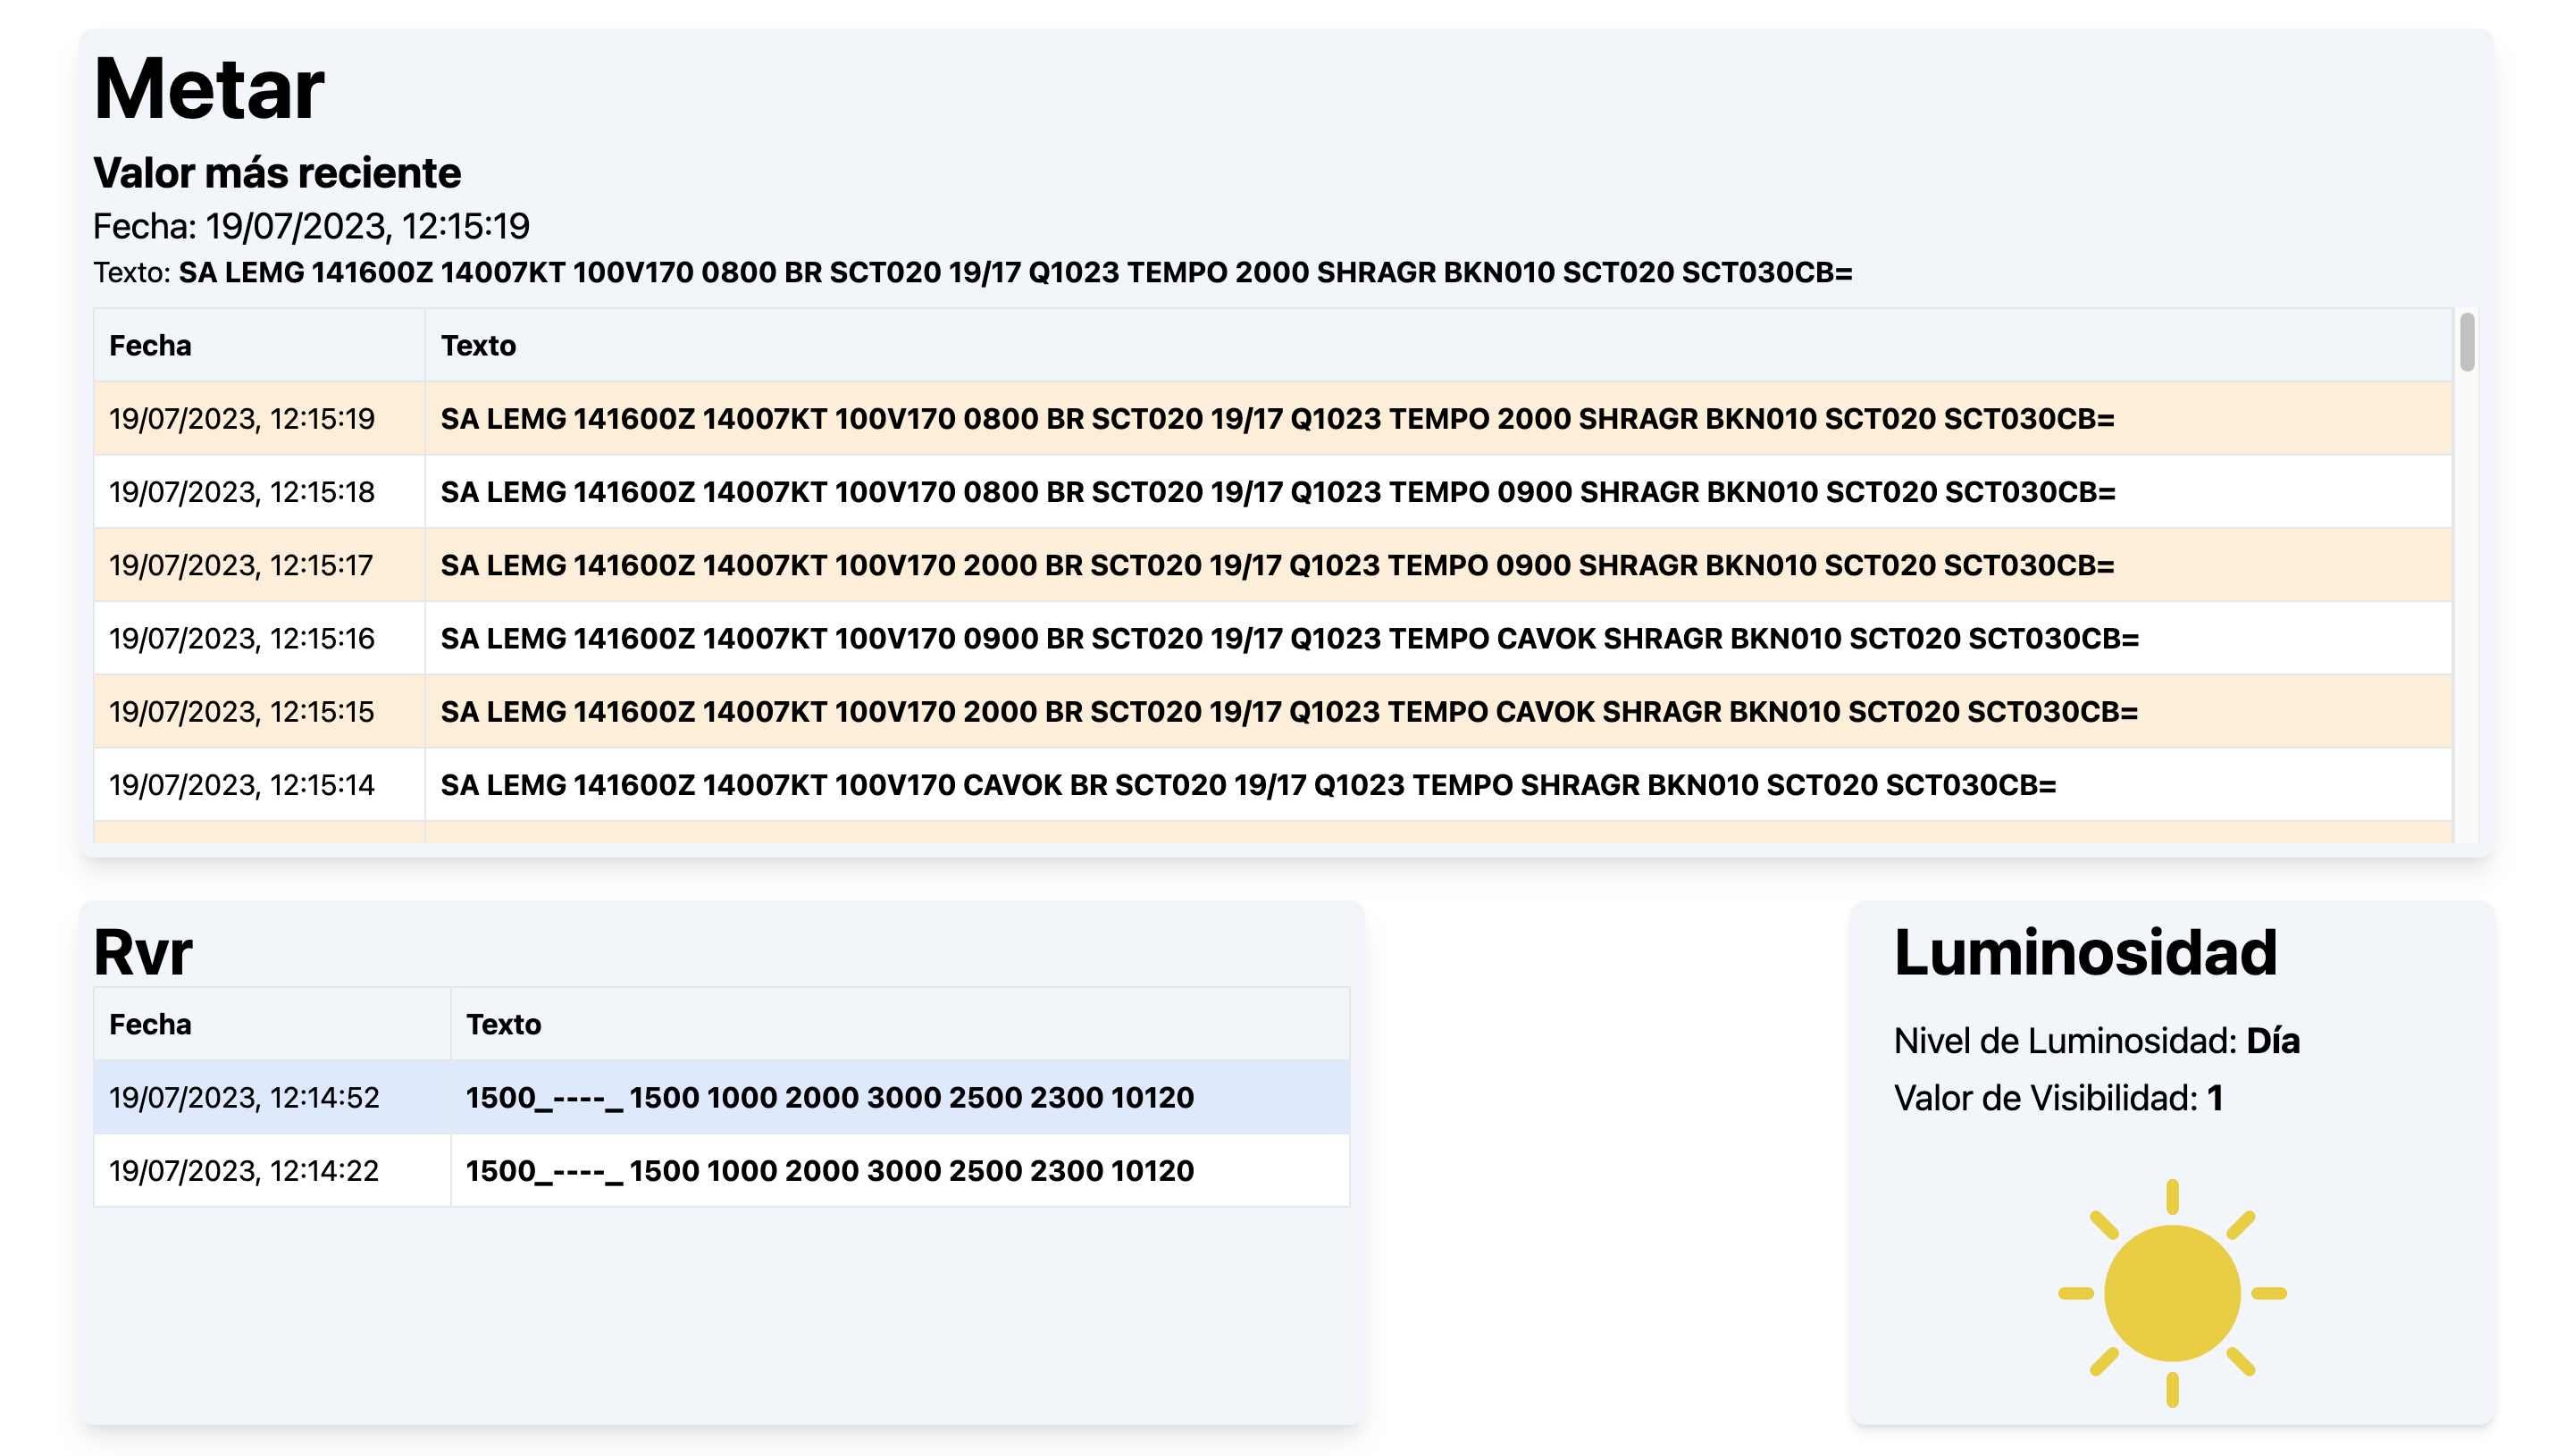 Metar
Valor más reciente
Fecha: 19/07/2023, 12:15:19
Texto: SA LEMG 141600Z 14007KT 100V170 0800 BR SCT020 19/17 Q1023 TEMPO 2000 SHRAGR BKN010 SCT020 SCT030CB=
Fecha Texto
19/07/2023, 12:15:19 SA LEMG 141600Z 14007KT 100V170 0800 BR SCT020 19/17 Q1023 TEMPO 2000 SHRAGR BKN010 SCT020 SCT030CB=
19/07/2023, 12:15:18 SA LEMG 141600Z 14007KT 100V170 0800 BR SCT020 19/17 Q1023 TEMPO 0900 SHRAGR BKN010 SCT020 SCT030CB=
19/07/2023, 12:15:17 SA LEMG 141600Z 14007KT 100V170 2000 BR SCT020 19/17 Q1023 TEMPO 0900 SHRAGR BKN010 SCT020 SCT030CB=
19/07/2023, 12:15:16 SA LEMG 141600Z 14007KT 100V170 0900 BR SCT020 19/17 Q1023 TEMPO CAVOK SHRAGR BKN010 SCT020 SCT030CB=
19/07/2023, 12:15:15 SA LEMG 141600Z 14007KT 100V170 2000 BR SCT020 19/17 Q1023 TEMPO CAVOK SHRAGR BKN010 SCT020 SCT030CB=
19/07/2023, 12:15:14 SA LEMG 141600Z 14007KT 100V170 CAVOK BR SCT020 19/17 Q1023 TEMPO SHRAGR BKN010 SCT020 SCT030CB=
Rvr
Fecha Texto
19/07/2023, 12:14:52 1500_----_ 1500 1000 2000 3000 2500 2300 10120
19/07/2023, 12:14:22 1500_----_ 1500 1000 2000 3000 2500 2300 10120
Luminosidad
Nivel de Luminosidad: Día
Valor de Visibilidad: 1